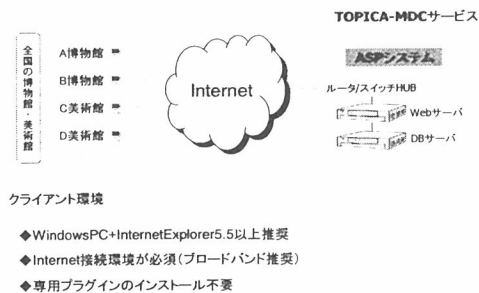 TOPICA-MDCサービス
全国の博物館・美術館
A博物館
B博物館
C美術館
D美術館
Internet
ASPシステム
ルータ/スイッチHUB
Webサーバ
DBサーバ
クライアント環境
◆WindowsPC+InternetExplorer5.5以上推奨
◆Internet接続環境が必須(ブロードバンド推奨)
◆専用プラグインのインストール不要